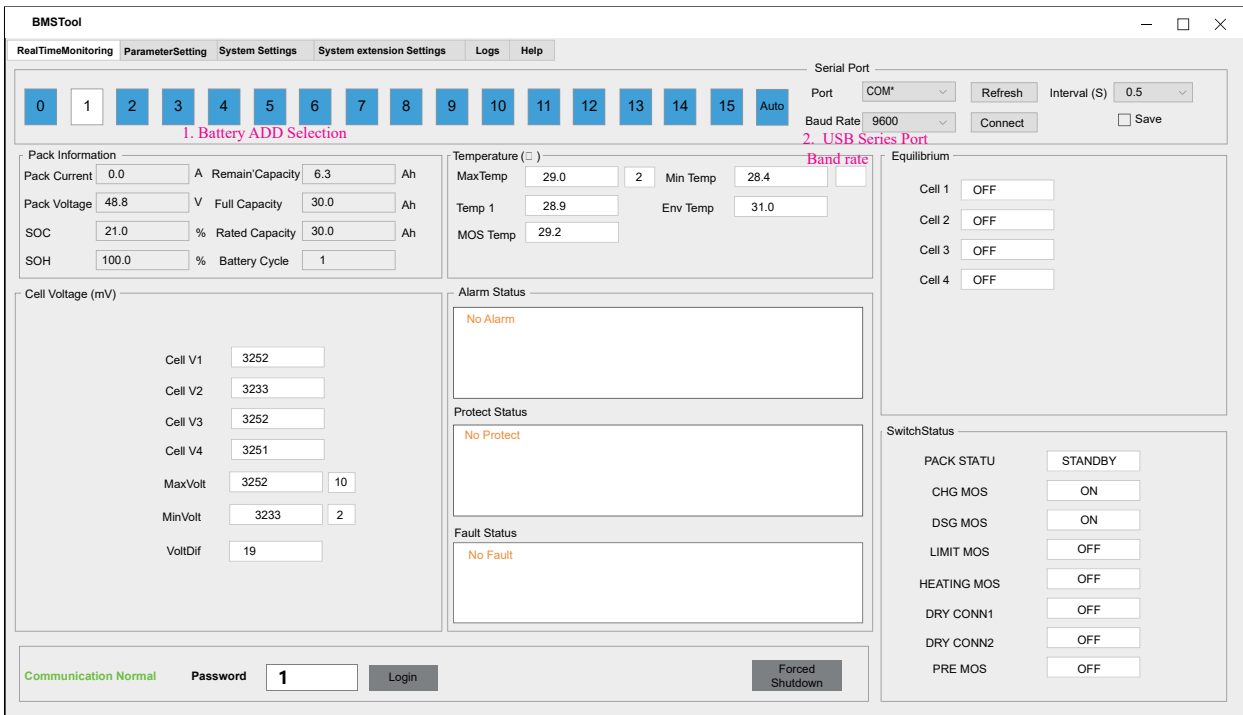 BMSTool
RealTimeMonitoring ParameterSetting System Settings System extension Settings Logs Help
Serial Port
Port COM* Refresh Interval (S) 0.5
0 1 2 3 4 5 6 7 8 9 10 11 12 13 14 15 Auto
Baud Rate 9600 Connect Save
1. Battery ADD Selection
2. USB Series Port
Band rate
Pack Information
Pack Current 0.0 A Remain'Capacity 6.3 Ah
Pack Voltage 48.8 V Full Capacity 30.0 Ah
SOC 21.0 % Rated Capacity 30.0 Ah
SOH 100.0 % Battery Cycle 1
Temperature (□ )
MaxTemp 29.0 2 Min Temp 28.4
Temp 1 28.9 Env Temp 31.0
MOS Temp 29.2
Equilibrium
Cell 1 OFF
Cell 2 OFF
Cell 3 OFF
Cell 4 OFF
Cell Voltage (mV)
Cell V1 3252
Cell V2 3233
Cell V3 3252
Cell V4 3251
MaxVolt 3252 10
MinVolt 3233 2
VoltDif 19
Alarm Status
No Alarm
Protect Status
No Protect
Fault Status
No Fault
SwitchStatus
PACK STATU STANDBY
CHG MOS ON
DSG MOS ON
LIMIT MOS OFF
HEATING MOS OFF
DRY CONN1 OFF
DRY CONN2 OFF
PRE MOS OFF
Communication Normal Password 1 Login
Forced
Shutdown